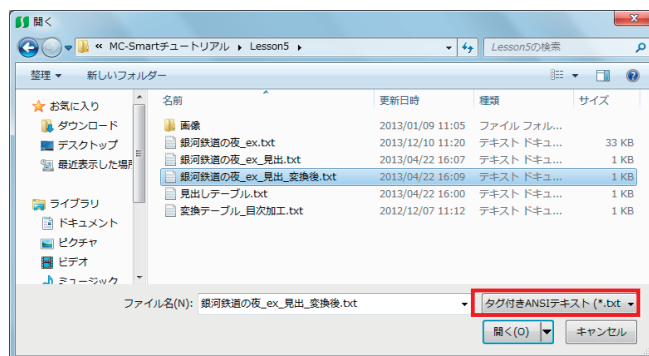 開く
« MC-Smartチュートリアル ▸ Lesson5 ▸
Lesson5の検索
整理 ▼ 新しいフォルダー
名前 更新日時 種類 サイズ
お気に入り
ダウンロード
デスクトップ
最近表示した場所
ライブラリ
ドキュメント
ピクチャ
ビデオ
ミュージック
画像 2013/01/09 11:05 ファイル フォル...
銀河鉄道の夜_ex.txt 2013/12/10 11:20 テキスト ドキュ... 33 KB
銀河鉄道の夜_ex_見出.txt 2013/04/22 16:07 テキスト ドキュ... 1 KB
銀河鉄道の夜_ex_見出_変換後.txt 2013/04/22 16:09 テキスト ドキュ... 1 KB
見出しテーブル.txt 2013/04/22 16:00 テキスト ドキュ... 1 KB
変換テーブル_目次加工.txt 2012/12/07 11:12 テキスト ドキュ... 1 KB
ファイル名(N): 銀河鉄道の夜_ex_見出_変換後.txt
タグ付きANSIテキスト (*.txt
開く(O) キャンセル